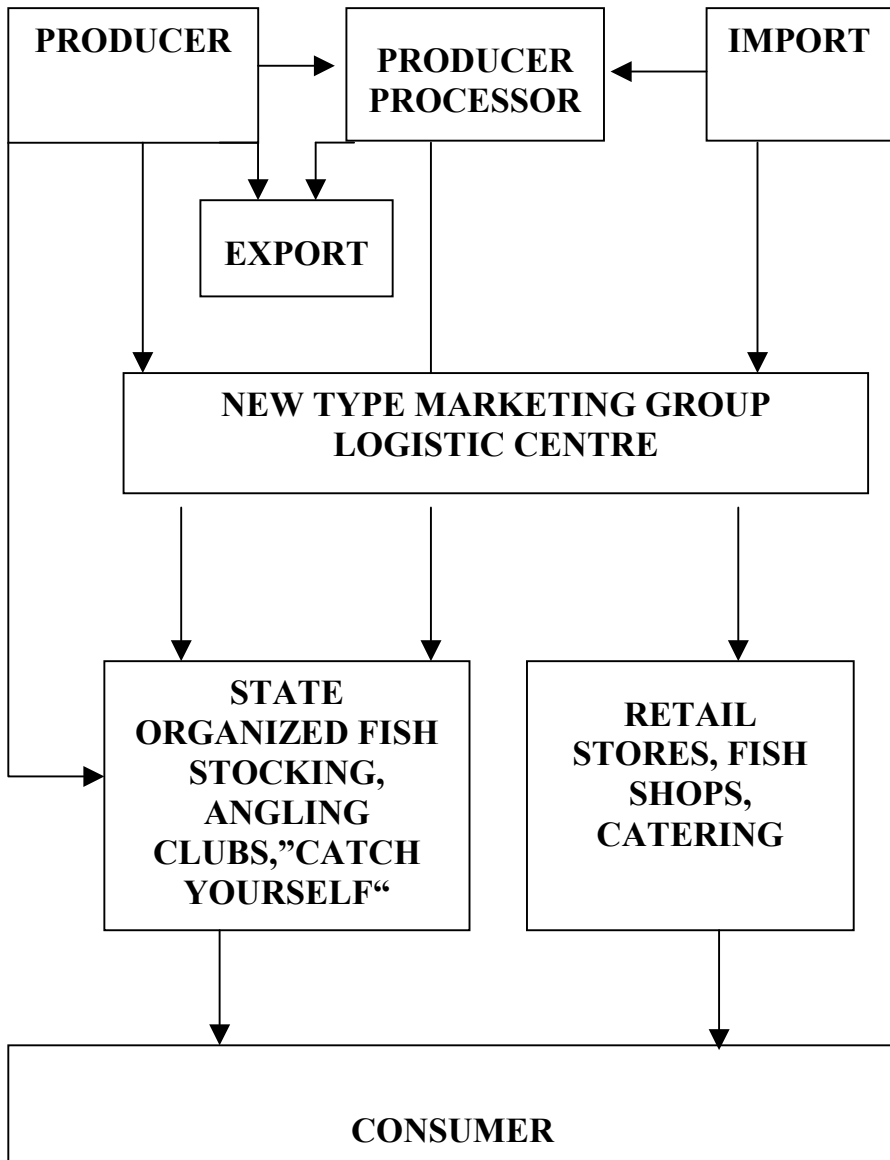 PRODUCER
PRODUCER
PROCESSOR
IMPORT
EXPORT
NEW TYPE MARKETING GROUP
LOGISTIC CENTRE
STATE
ORGANIZED FISH
STOCKING,
ANGLING
CLUBS,”CATCH
YOURSELF“
RETAIL
STORES, FISH
SHOPS,
CATERING
CONSUMER